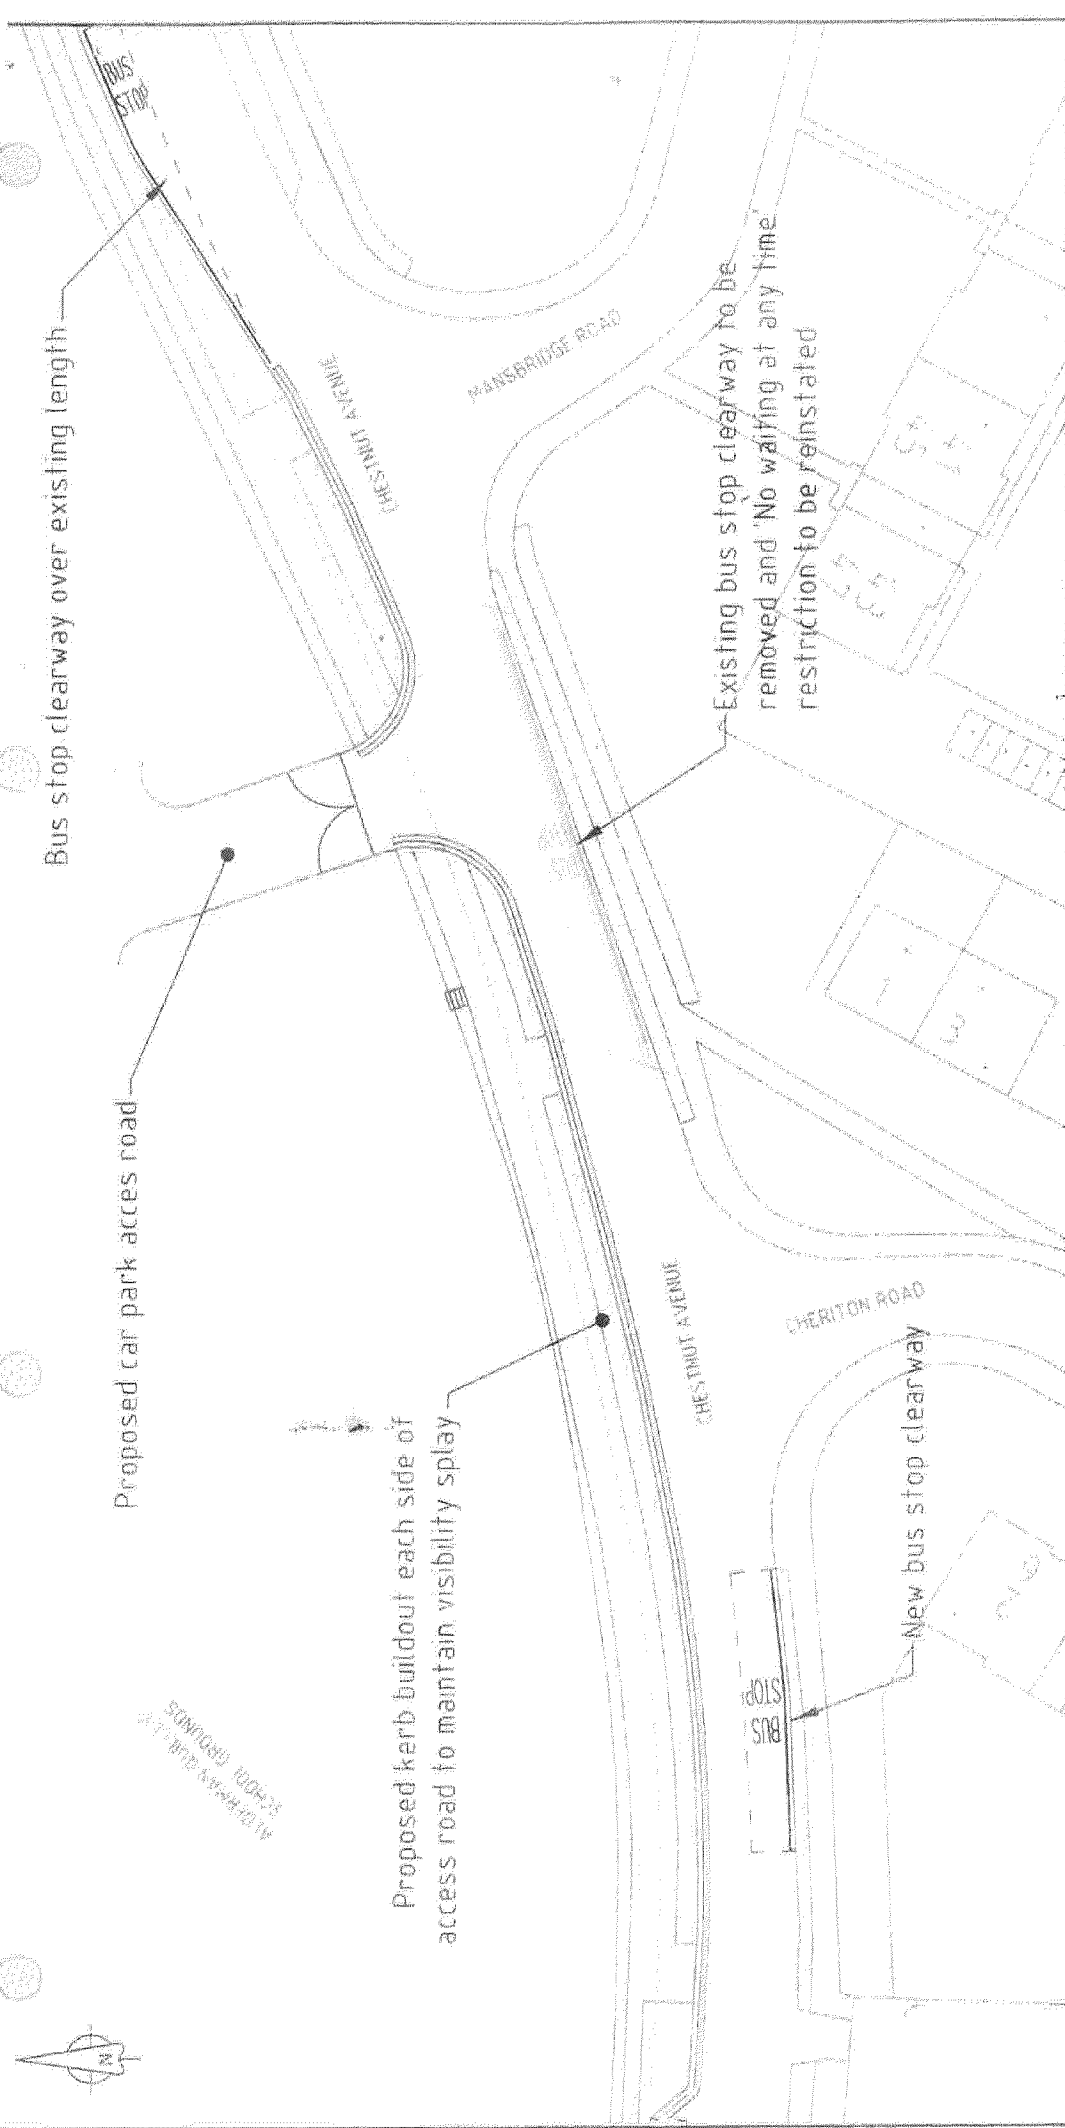 BUS
STOP
Bus stop clearway over existing length
CHESTNUT AVENUE
MANSBRIDGE ROAD
Existing bus stop clearway to be
removed and 'No waiting at any time'
restriction to be reinstated
Proposed car park acces road
Proposed kerb buildout each side of
access road to maintain visibility splay
CHESTNUT AVENUE
CHERITON ROAD
New bus stop clearway
BUS
STOP
SCHOOL GROUNDS
1
3
N